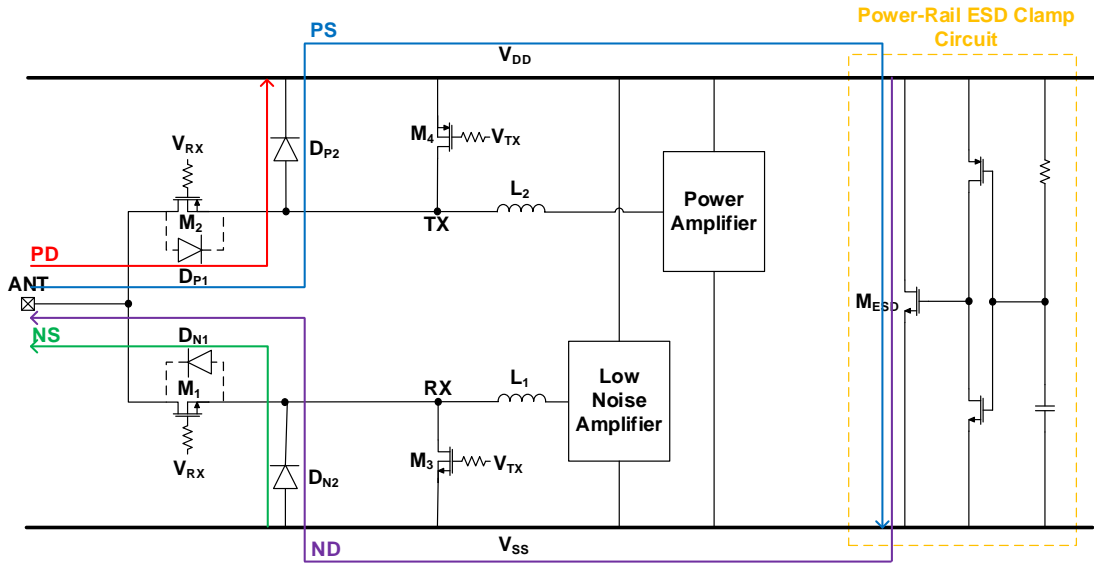 Power-Rail ESD Clamp
Circuit
PS
VDD
M4
VTX
VRX
DP2
M2
L2
TX
Power
Amplifier
PD
DP1
ANT
MESD
NS
DN1
M1
RX
L1
Low
Noise
Amplifier
VRX
DN2
M3
VTX
ND
VSS